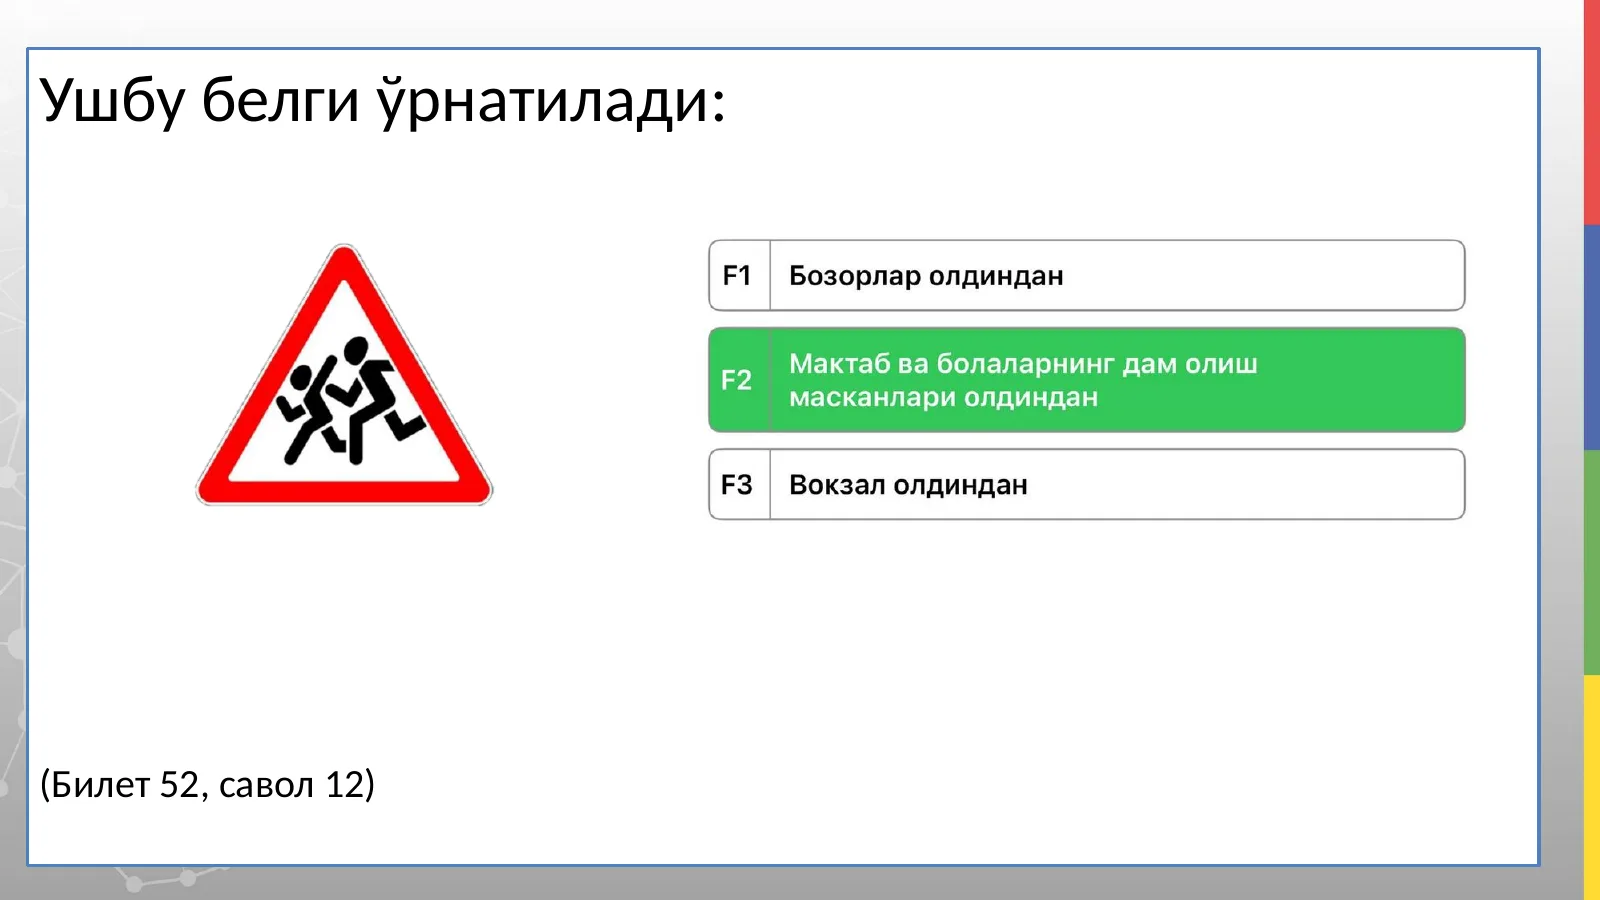 Ушбу белги ўрнатилади:
F1 Бозорлар олдиндан
F2 Мактаб ва болаларнинг дам олиш
масканлари олдиндан
F3 Вокзал олдиндан
(Билет 52, савол 12)